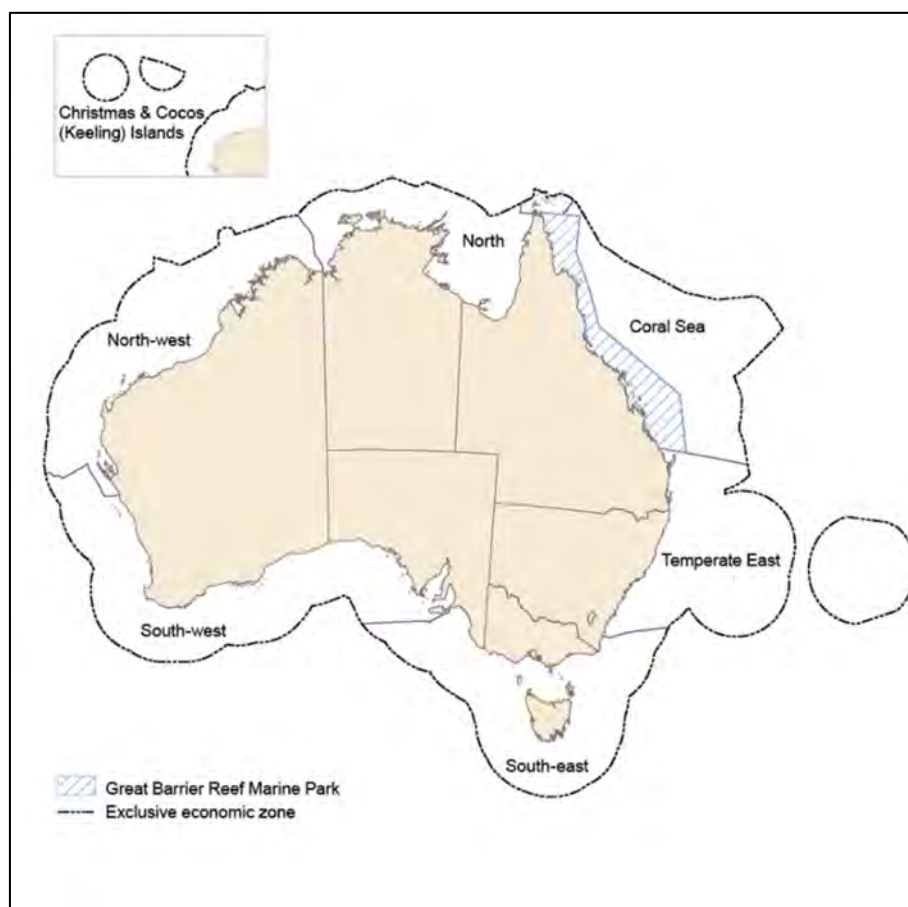 Christmas & Cocos
(Keeling) Islands
North
Coral Sea
North-west
Temperate East
South-west
South-east
Great Barrier Reef Marine Park
Exclusive economic zone